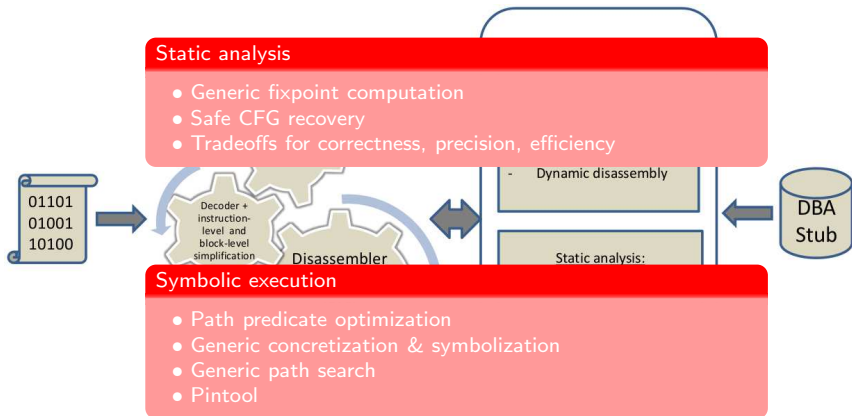 Static analysis
• Generic fixpoint computation
• Safe CFG recovery
• Tradeoffs for correctness, precision, efficiency
- Dynamic disassembly
01101
01001
10100
Decoder +
instruction-
level and
block-level
simplification
Disassembler
Static analysis:
DBA
Stub
Symbolic execution
• Path predicate optimization
• Generic concretization & symbolization
• Generic path search
• Pintool